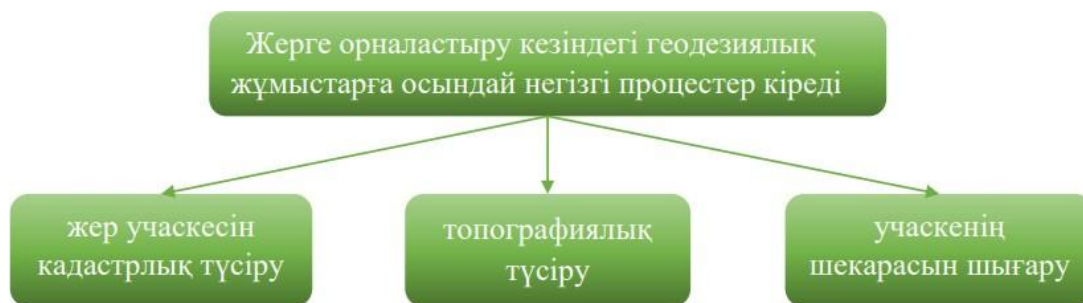 Жерге орналастыру кезіндегі геодезиялық
жұмыстарға осындай негізгі процестер кіреді
жер учаскесін
кадастрлық түсіру
топографиялық
түсіру
учаскенің
шекарасын шығару